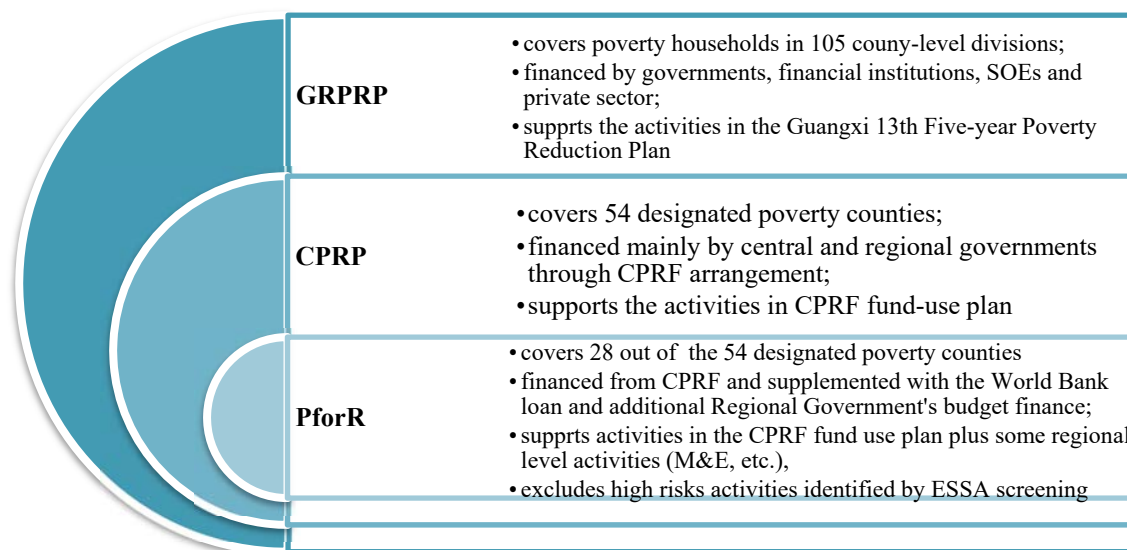 GRPRP
• covers poverty households in 105 couny-level divisions;
• financed by governments, financial institutions, SOEs and
private sector;
• supprts the activities in the Guangxi 13th Five-year Poverty
Reduction Plan
CPRP
• covers 54 designated poverty counties;
• financed mainly by central and regional governments
through CPRF arrangement;
• supports the activities in CPRF fund-use plan
PforR
• covers 28 out of the 54 designated poverty counties
• financed from CPRF and supplemented with the World Bank
loan and additional Regional Government's budget finance;
• supprts activities in the CPRF fund use plan plus some regional
level activities (M&E, etc.),
• excludes high risks activities identified by ESSA screening